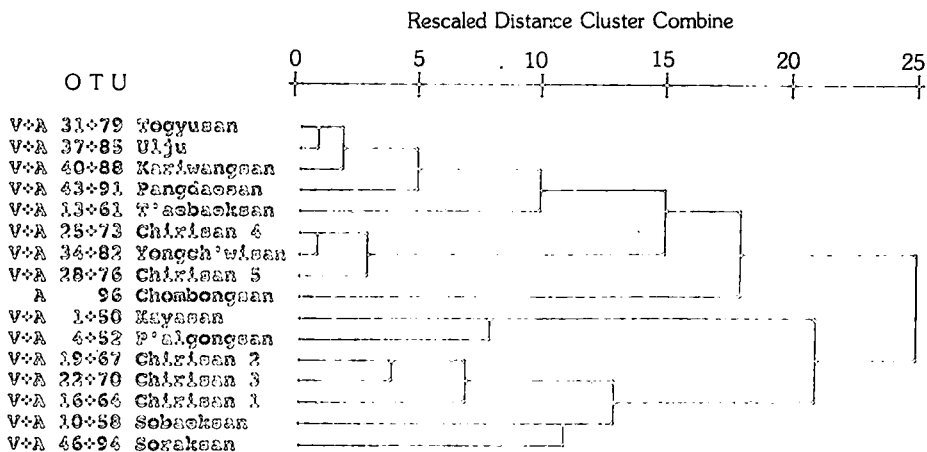 Rescaled Distance Cluster Combine
0 5 10 15 20 25
O T U
V+A 31+79 Togyusan
V+A 37+85 Ulju
V+A 40+88 Kariwangsan
V+A 43+91 Pangdaesan
V+A 13+61 T'aebaeksan
V+A 25+73 Chirisan 4
V+A 34+82 Yongch'wisan
V+A 28+76 Chirisan 5
A 96 Chombongsan
V+A 1+50 Kayasan
V+A 4+52 P'algongsan
V+A 19+67 Chirisan 2
V+A 22+70 Chirisan 3
V+A 16+64 Chirisan 1
V+A 10+58 Sobaeksan
V+A 46+94 Soraksan